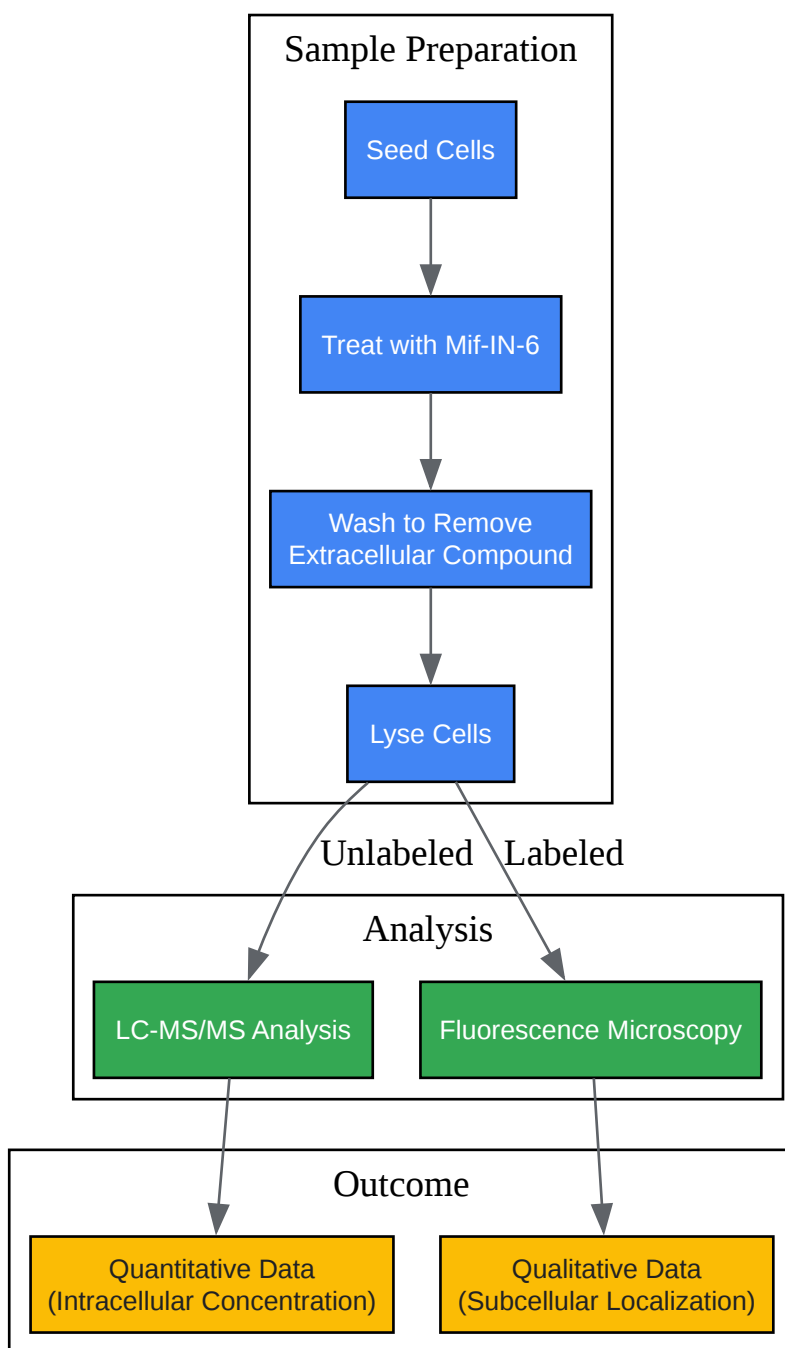 Sample Preparation
Seed Cells
Treat with Mif-IN-6
Wash to Remove
Extracellular Compound
Lyse Cells
Unlabeled
Labeled
Analysis
LC-MS/MS Analysis
Fluorescence Microscopy
Outcome
Quantitative Data
(Intracellular Concentration)
Qualitative Data
(Subcellular Localization)